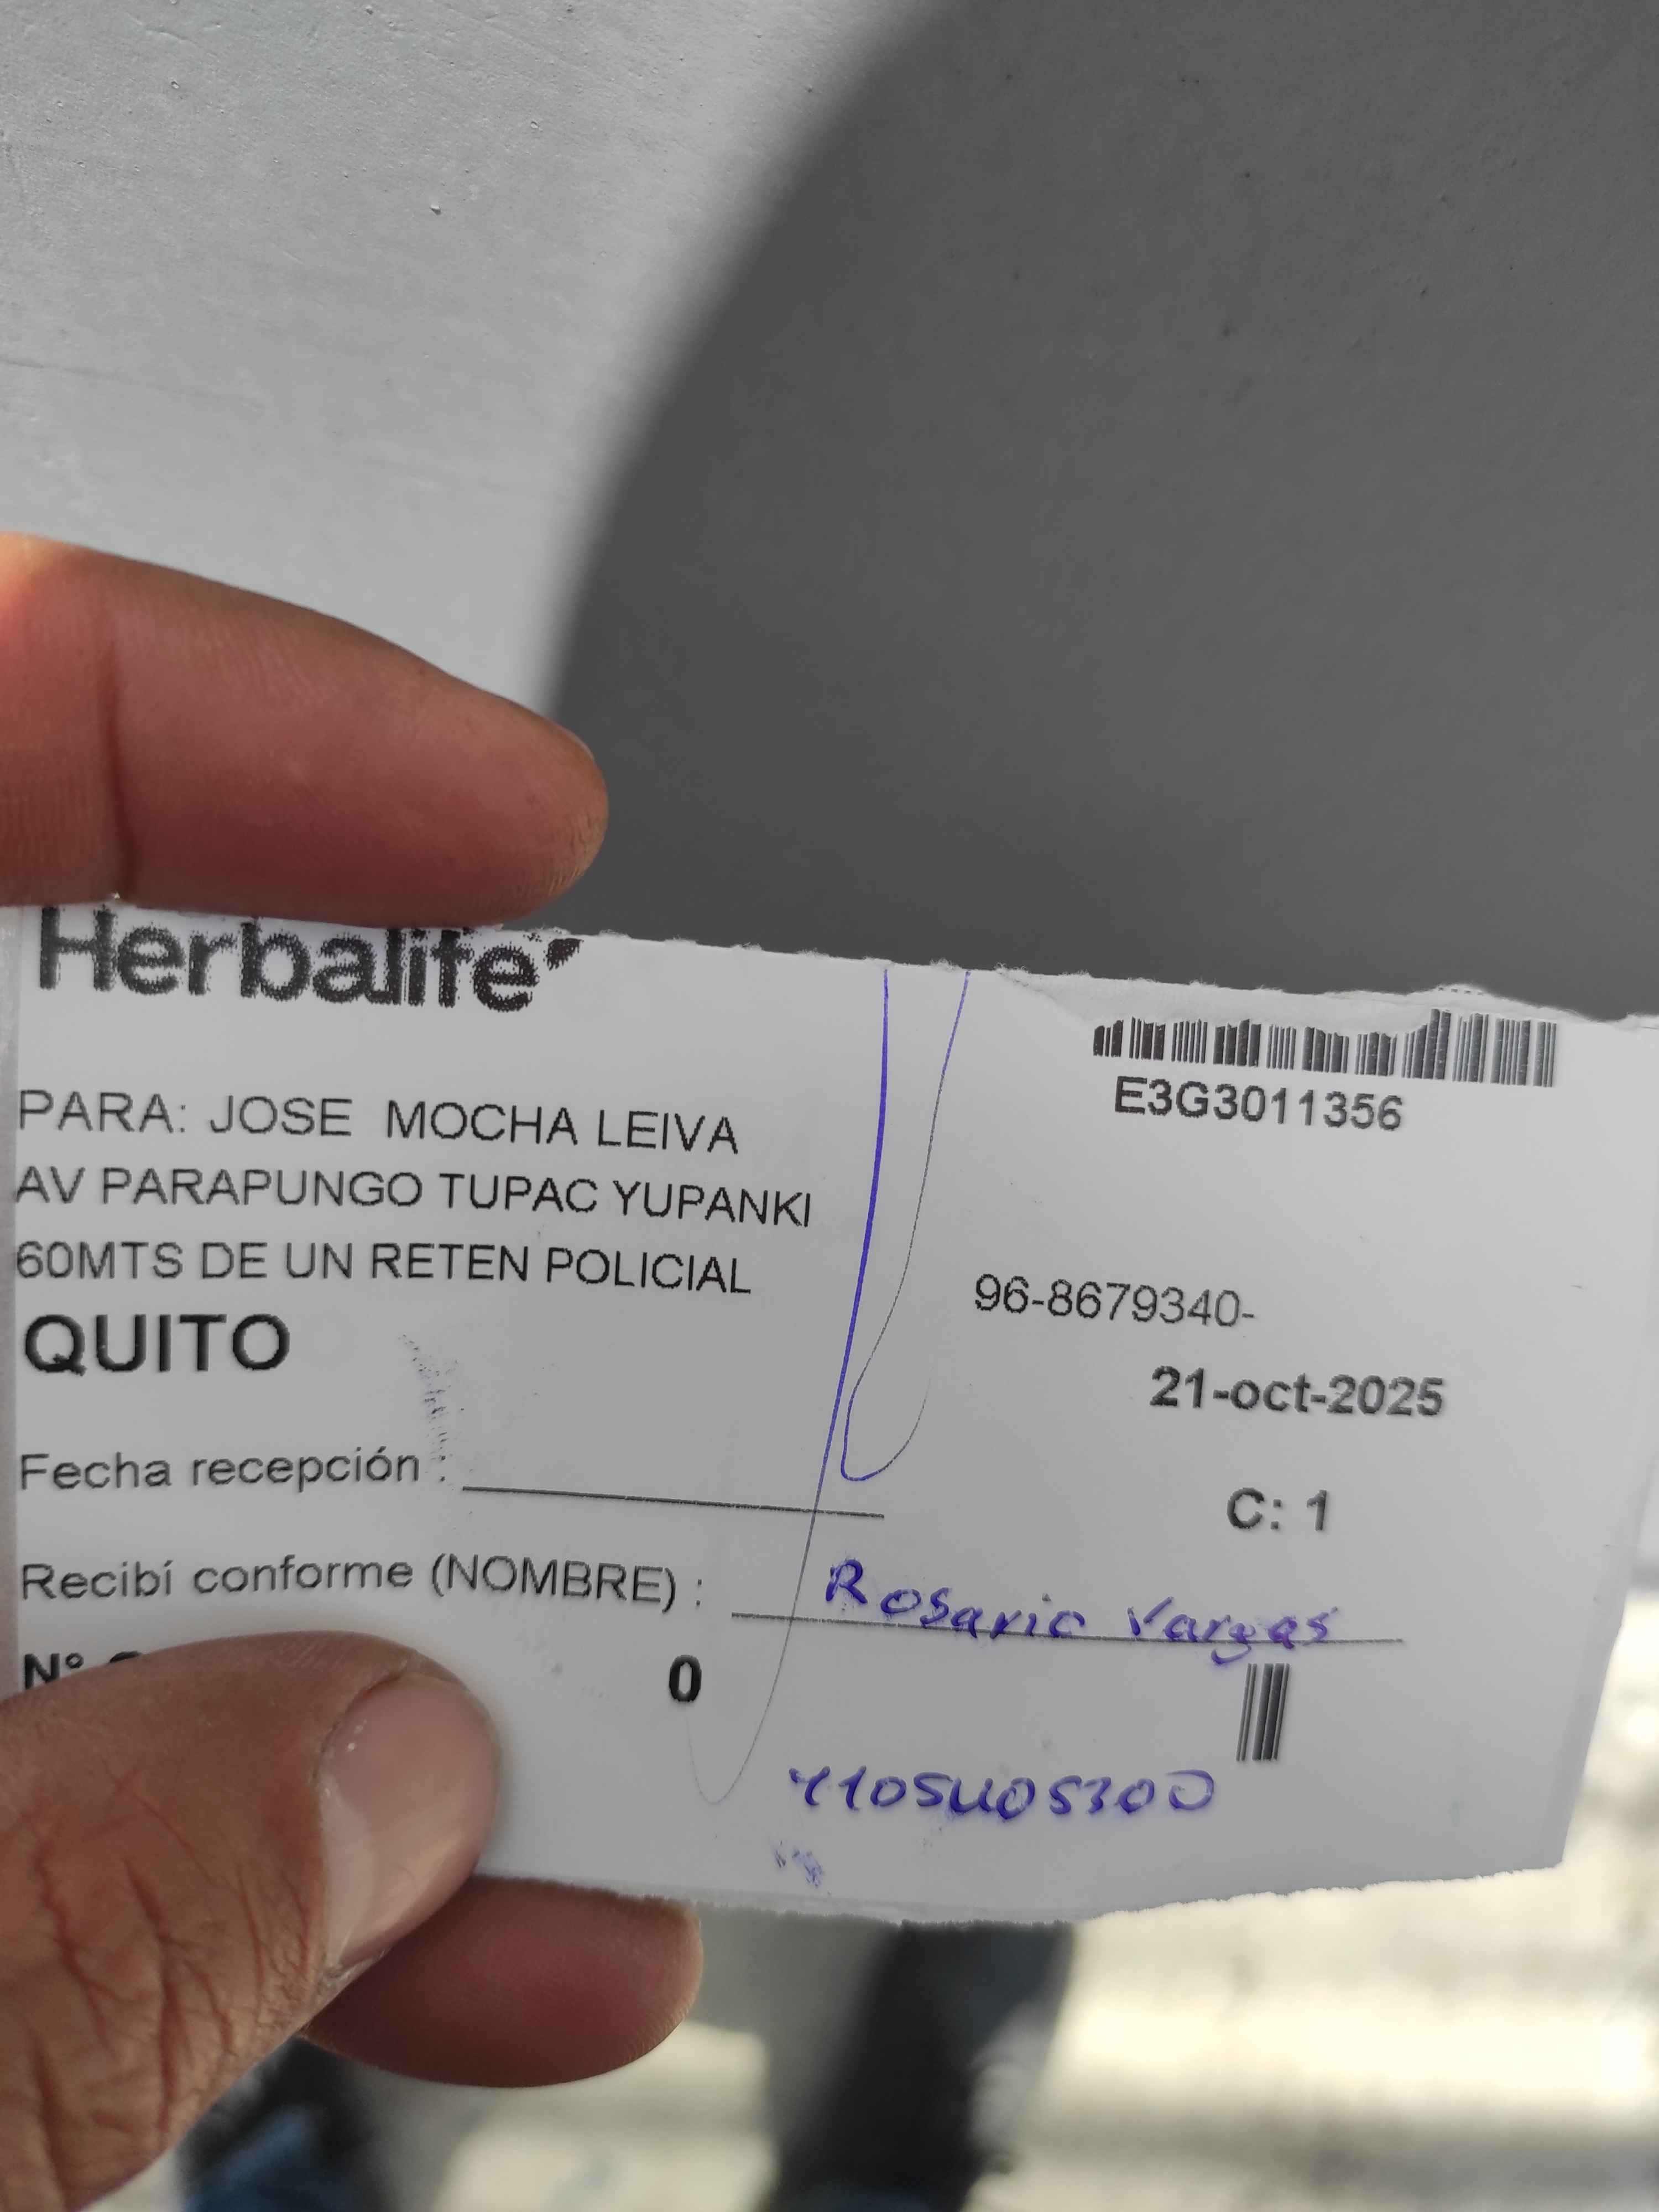 Herbalife
E3G3011356
PARA: JOSE MOCHA LEIVA
AV PARAPUNGO TUPAC YUPANKI
60MTS DE UN RETEN POLICIAL
96-8679340-
QUITO
21-oct-2025
Fecha recepción :
C: 1
Recibí conforme (NOMBRE) : Rosario Vargas
N°
0